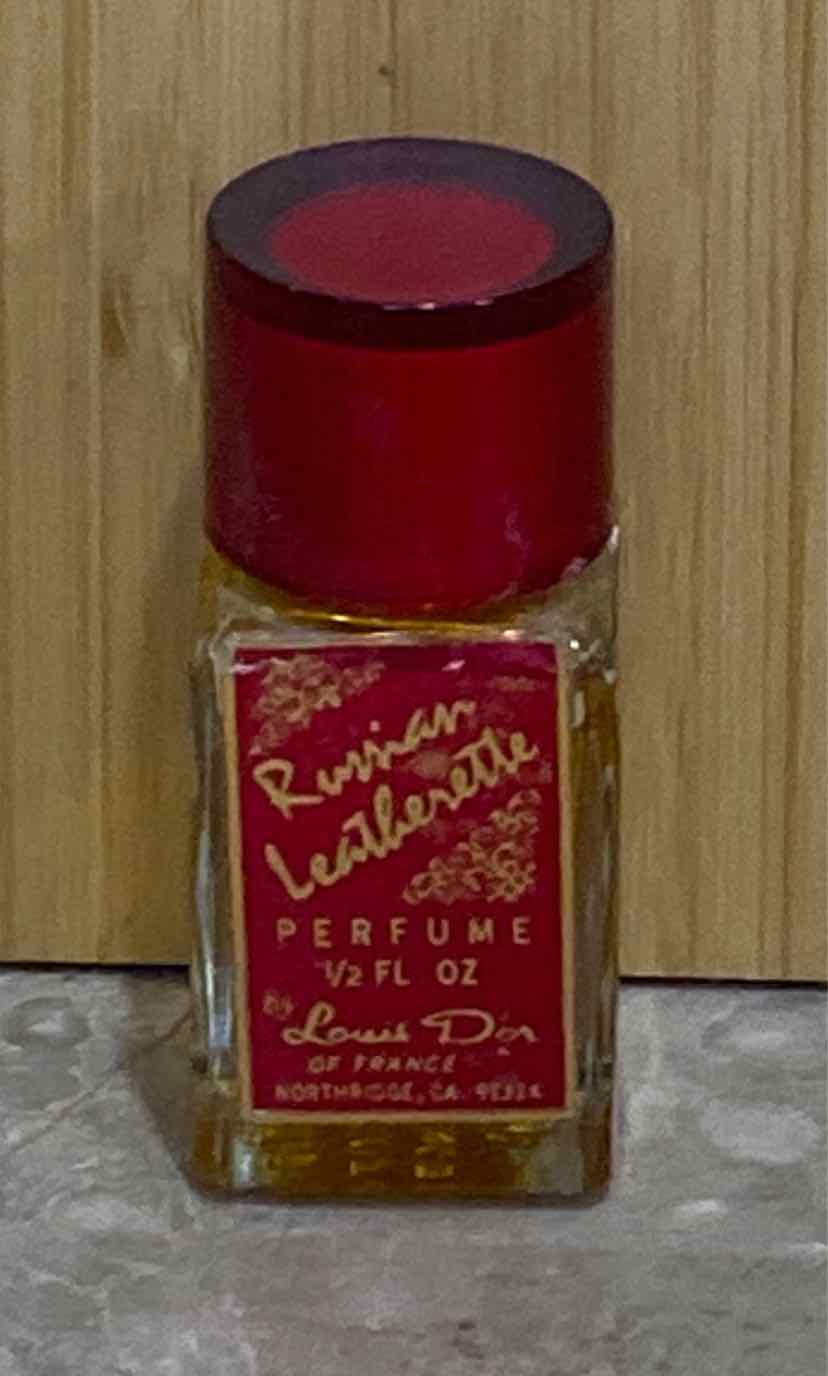 Russian
Leatherette
PERFUME
1/2 FL OZ
By
Louis D'or
OF FRANCE
NORTHRIDGE, CA.